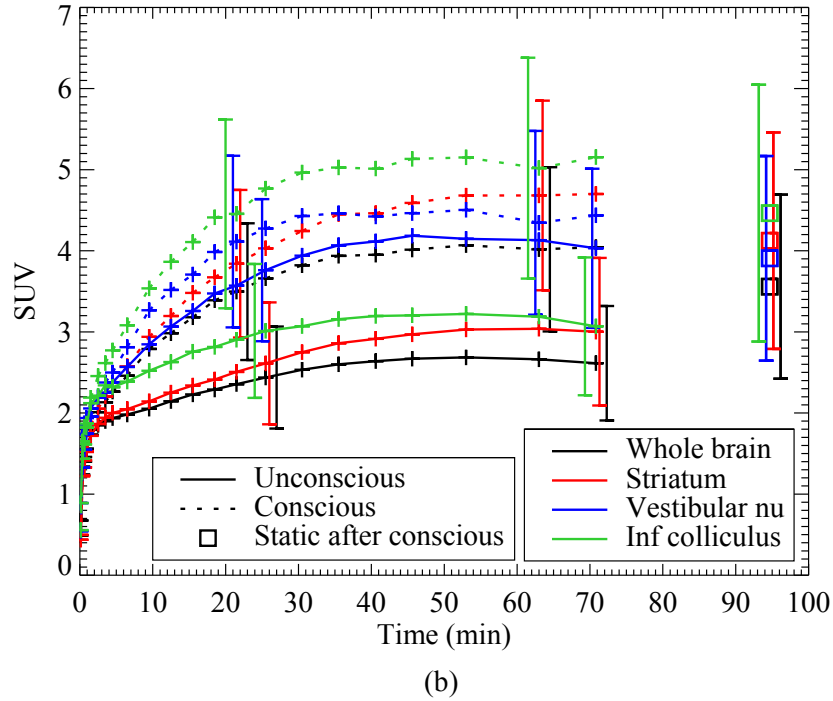 7
6
5
4
3
2
1
0
SUV
Unconscious
Conscious
Static after conscious
Whole brain
Striatum
Vestibular nu
Inf colliculus
0 10 20 30 40 50 60 70 80 90 100
Time (min)
(b)